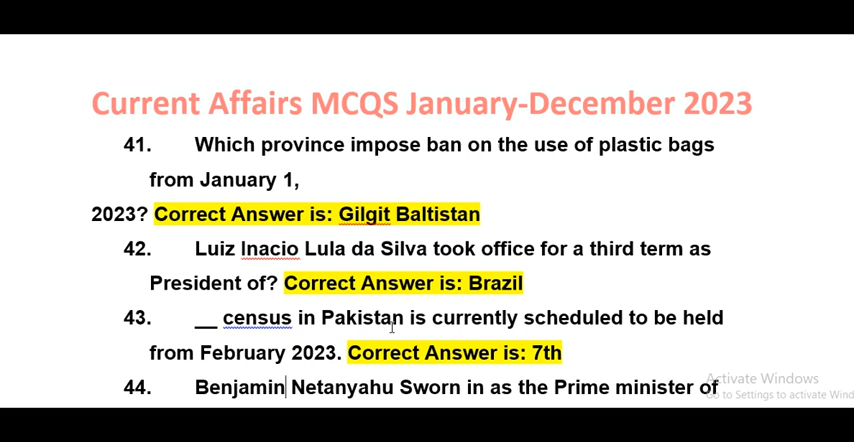 Current Affairs MCQS January-December 2023
41. Which province impose ban on the use of plastic bags
from January 1,
2023? Correct Answer is: Gilgit Baltistan
42. Luiz Inacio Lula da Silva took office for a third term as
President of? Correct Answer is: Brazil
43. __ census in Pakistan is currently scheduled to be held
from February 2023. Correct Answer is: 7th
44. Benjamin Netanyahu Sworn in as the Prime minister of
Activate Windows
Go to Settings to activate Wind